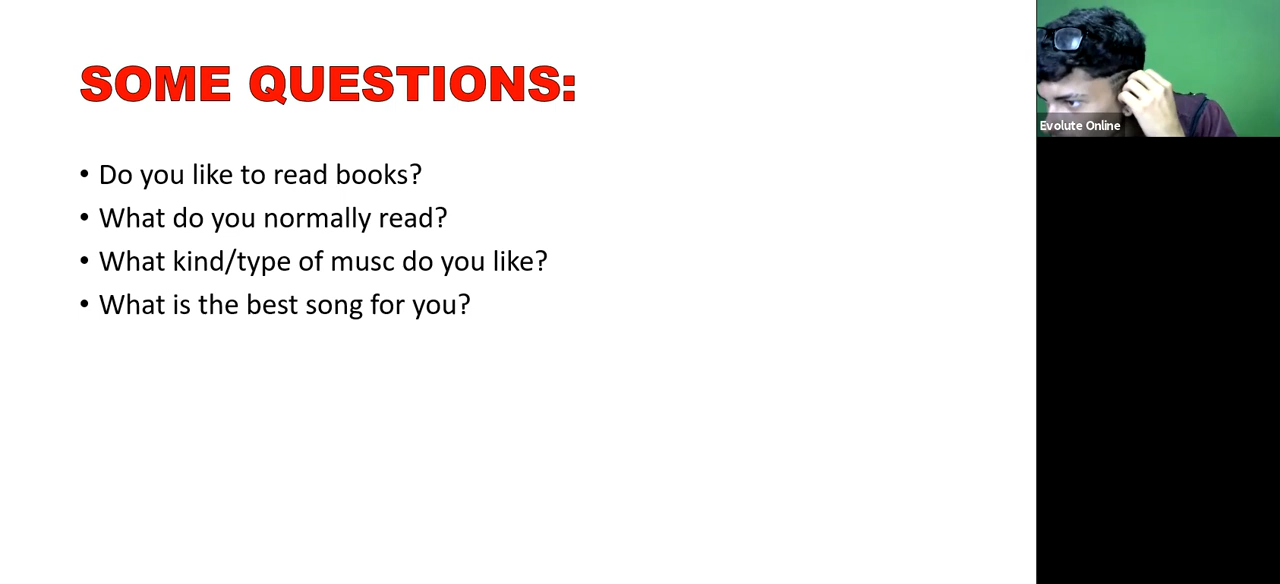 SOME QUESTIONS:
• Do you like to read books?
• What do you normally read?
• What kind/type of musc do you like?
• What is the best song for you?
Evolute Online